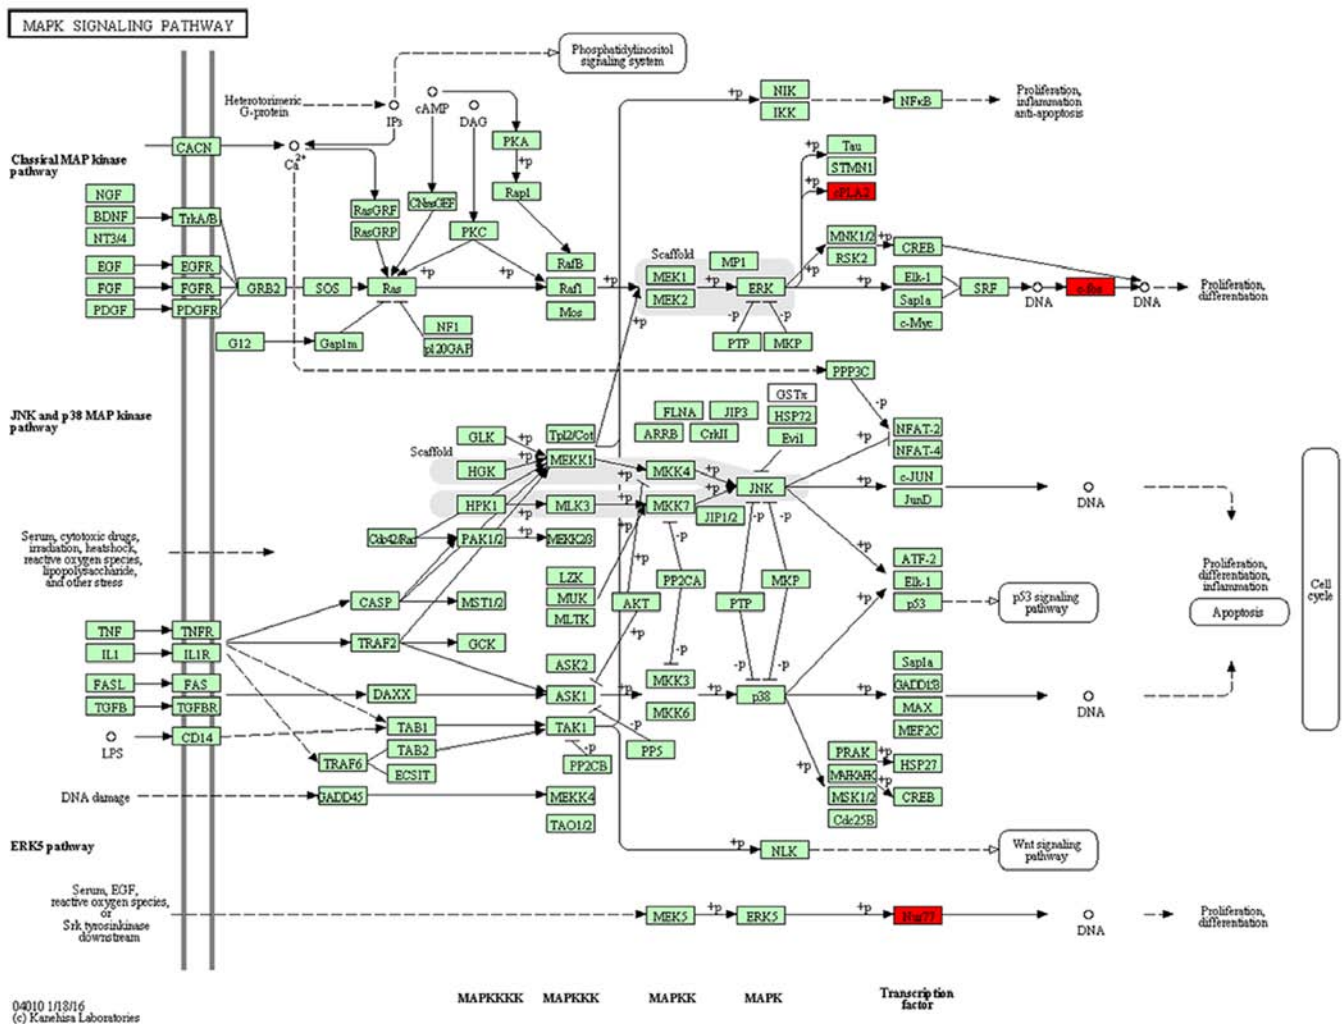 MAPK SIGNALING PATHWAY
Phosphatidylinositol
signaling system
Heterotorimeric
G-protein
IP3
cAMP
DAG
PKA
+p
Rap1
CACN
Ca2+
Classical MAP kinase
pathway
NGF
BDNF
NT3/4
EGF
FGF
PDGF
TrkA/B
EGFR
FGFR
PDGFR
GRB2
SOS
RasGRF
RasGRP
CNasGEF
PKC
Ras
+p
+p
RafB
Raf1
Mos
+p
G12
Gap1m
NF1
p120GAP
Scaffold
MEK1
MEK2
MP1
+p
ERK
+p
-p
-p
PTP
MKP
+p
NIK
IKK
NFκB
Proliferation,
inflammation
anti-apoptosis
+p
Tau
STMN1
+p
cPLA2
+p
MNK1/2
RSK2
+p
CREB
+p
Elk-1
Sap1a
c-Myc
SRF
DNA
c-fos
DNA
Proliferation,
differentiation
PPP3C
-p
JNK and p38 MAP kinase
pathway
Scaffold
GLK
HGK
HPK1
+p
+p
+p
+p
Tpl2/Cot
MEKK1
MLK3
MEKK2/3
FLNA
JIP3
ARRB
CrkII
GSTπ
HSP72
Evi1
MKK4
MKK7
+p
+p
JIP1/2
JNK
+p
NFAT-2
NFAT-4
+p
c-JUN
JunD
DNA
Cdc42/Rac
PAK1/2
Serum, cytotoxic drugs,
irradiation, heatshock,
reactive oxygen species,
lipopolysaccharide,
and other stress
LZK
MUK
MLTK
+p
AKT
+p
-p
PP2CA
-p
-p
-p
PTP
MKP
-p
-p
+p
ATF-2
Elk-1
p53
+p
p53 signaling
pathway
Proliferation,
differentiation,
inflammation
Apoptosis
Cell
cycle
CASP
MST1/2
TNF
IL1
FASL
TGFB
LPS
TNFR
IL1R
FAS
TGFBR
CD14
TRAF2
GCK
DAXX
ASK2
ASK1
+p
MKK3
MKK6
+p
p38
+p
Sap1a
GADD153
MAX
MEF2C
DNA
TAB1
TAB2
ECSIT
TRAF6
TAK1
-p
PP2CB
-p
PP5
+p
PRAK
MAPKAPK
MSK1/2
Cdc25B
+p
HSP27
+p
CREB
DNA damage
GADD45
MEKK4
TAO1/2
ERK5 pathway
+p
NLK
Wnt signaling
pathway
Serum, EGF,
reactive oxygen species,
or
Srk tyrosinkinase
downstream
MEK5
+p
ERK5
+p
Nur77
DNA
Proliferation,
differentiation
MAPKKKK
MAPKKK
MAPKK
MAPK
Transcription
factor
04010 1/18/16
(c) Kanehisa Laboratories